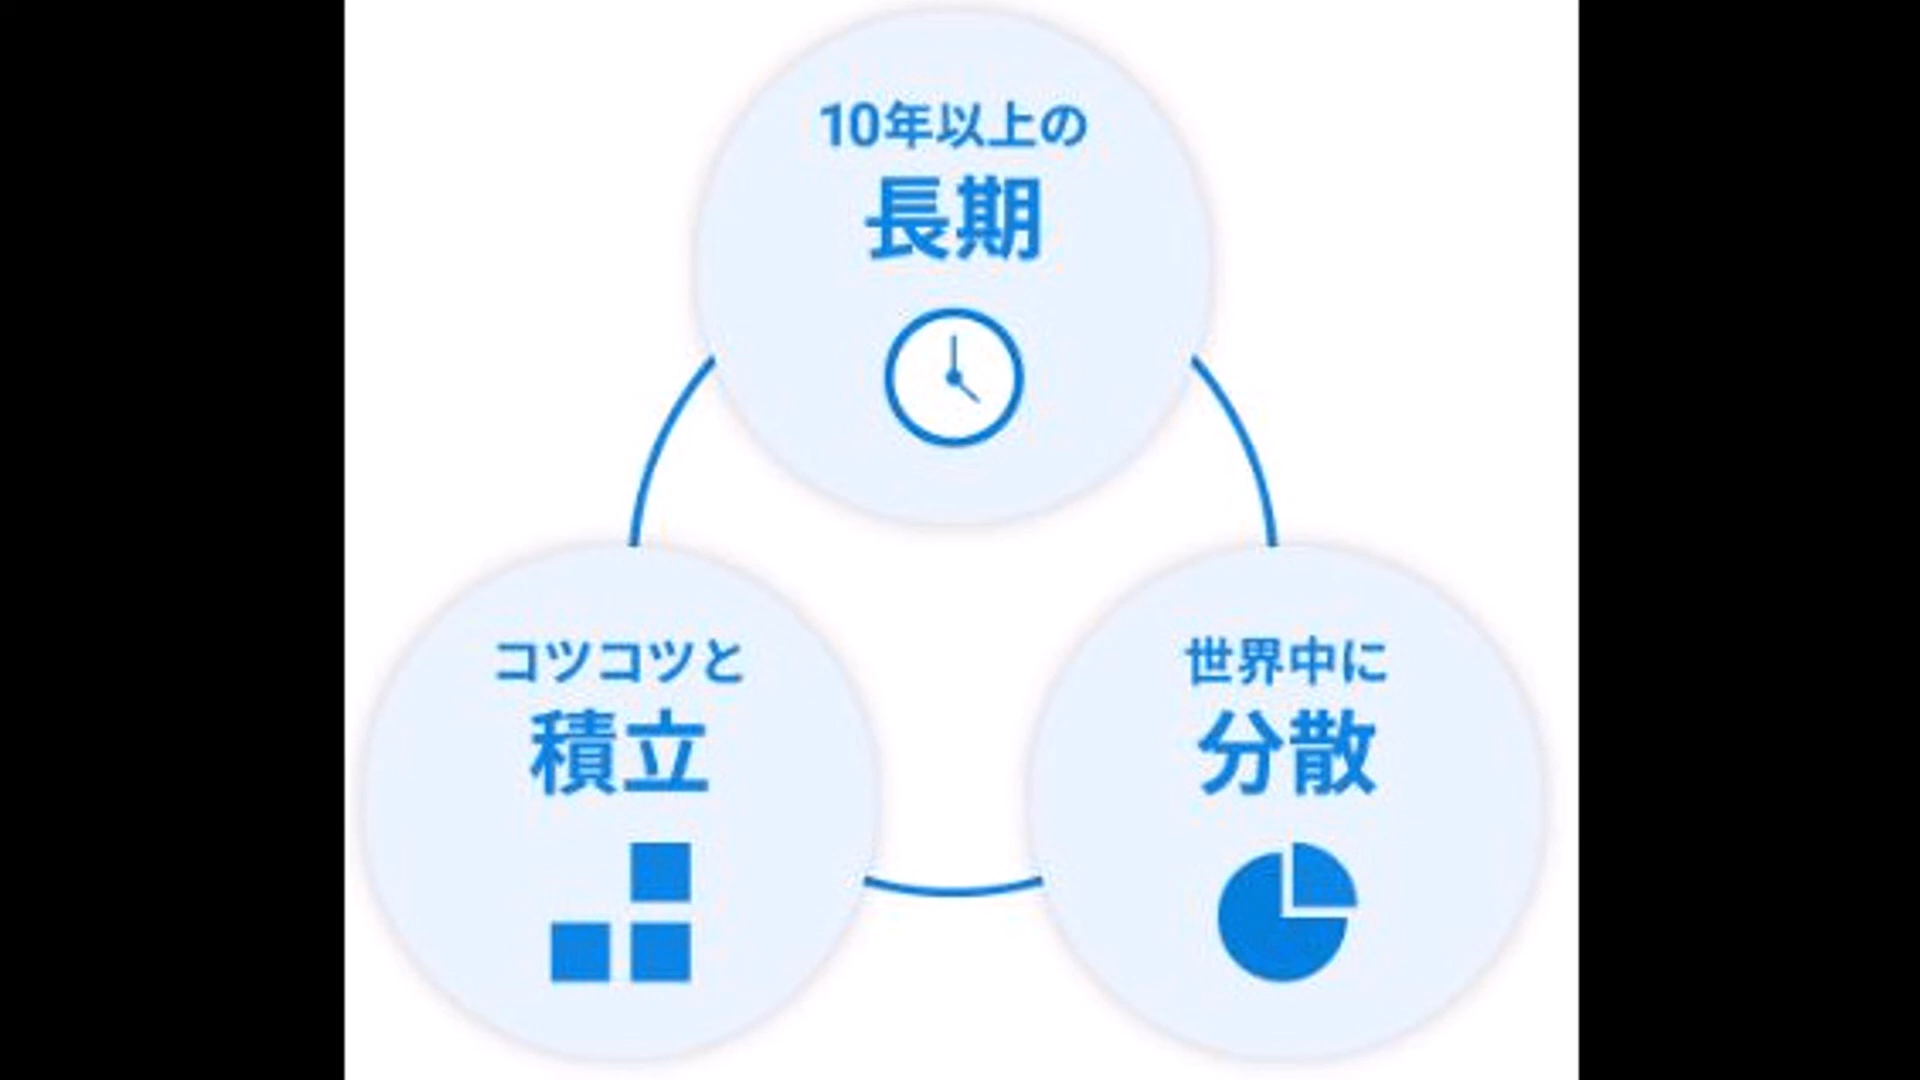 10年以上の
長期
コツコツと
積立
世界中に
分散